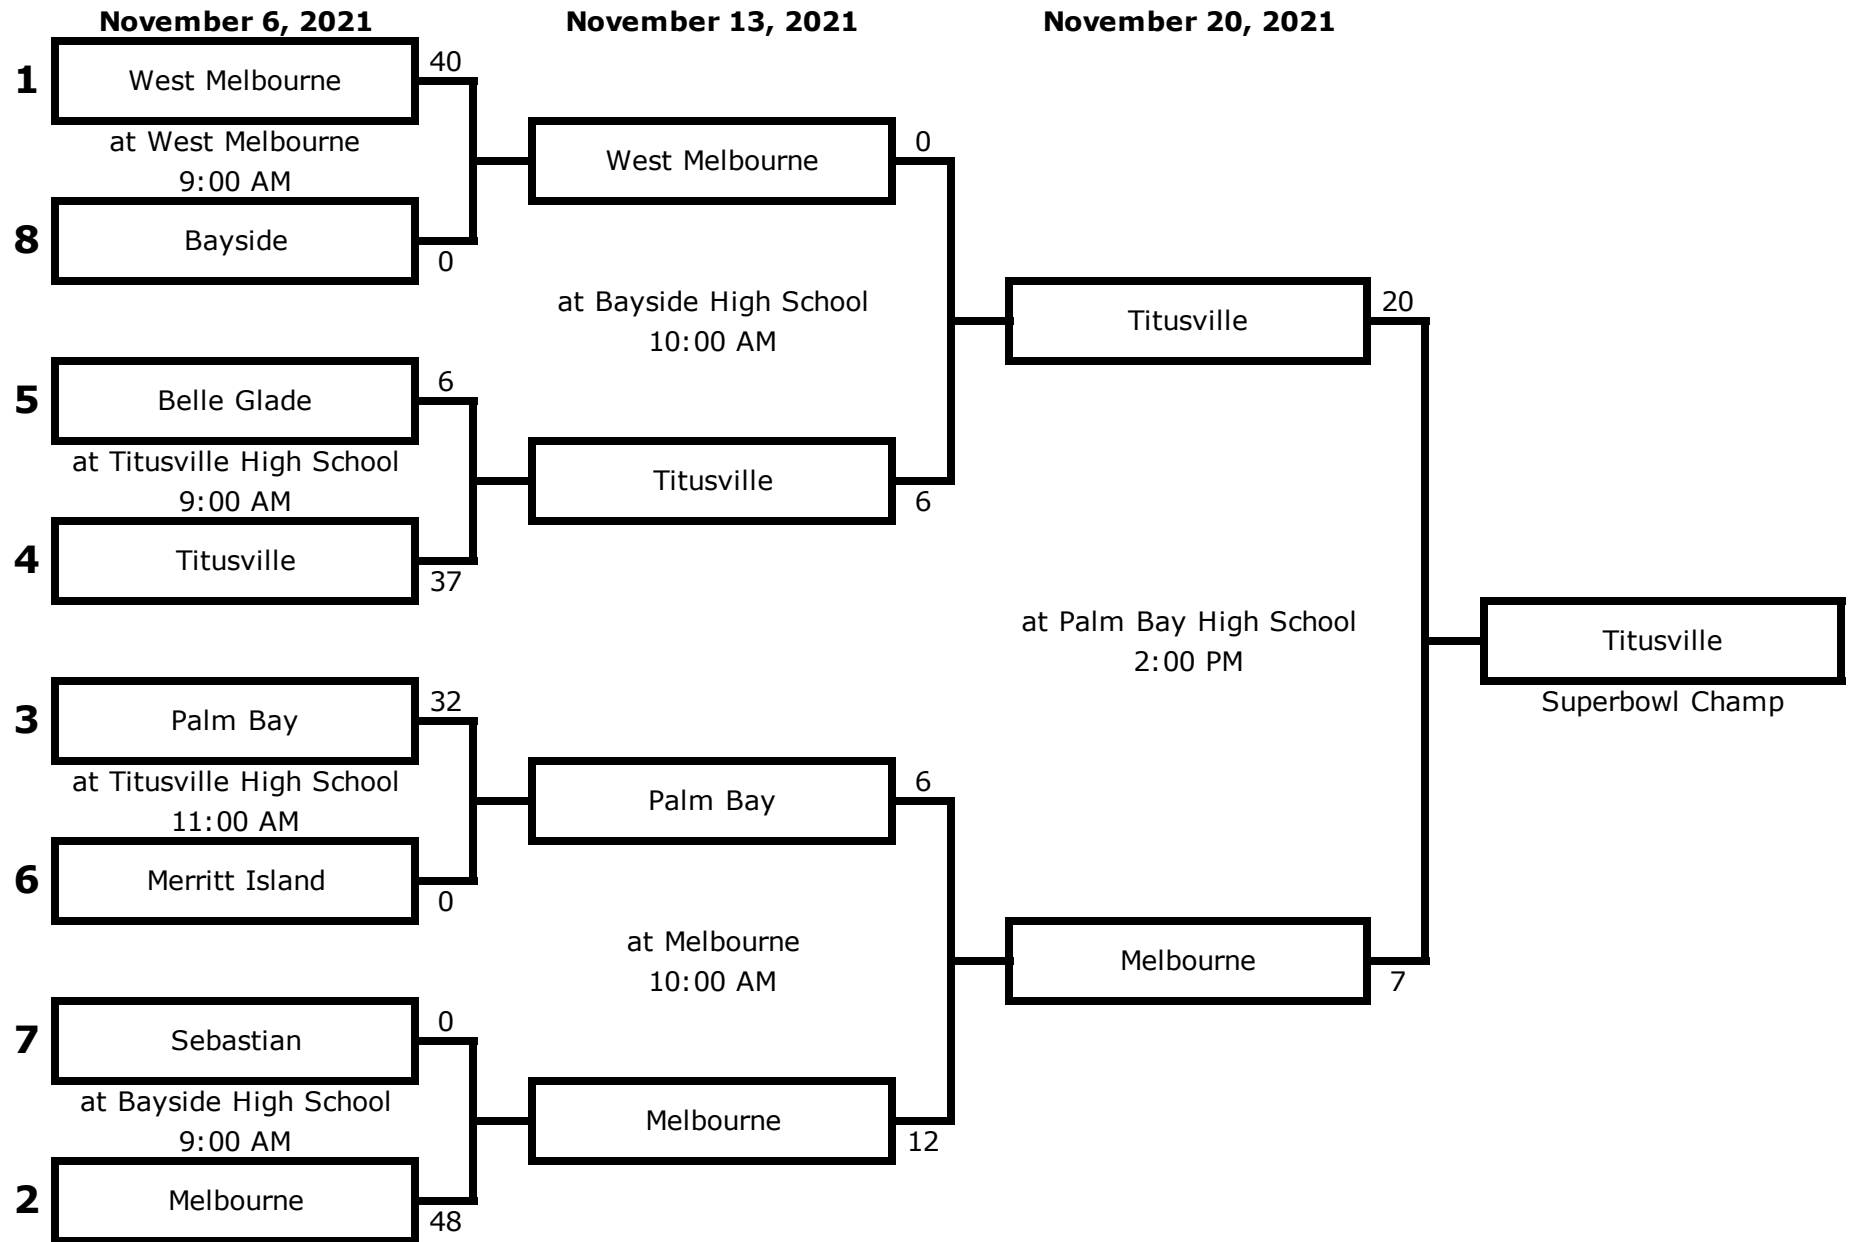 November 6, 2021
November 13, 2021
November 20, 2021
1
West Melbourne
40
at West Melbourne
9:00 AM
8
Bayside
0
5
Belle Glade
6
at Titusville High School
9:00 AM
4
Titusville
37
3
Palm Bay
32
at Titusville High School
11:00 AM
6
Merritt Island
0
7
Sebastian
0
at Bayside High School
9:00 AM
2
Melbourne
48
West Melbourne
0
at Bayside High School
10:00 AM
Titusville
6
Palm Bay
6
at Melbourne
10:00 AM
Melbourne
12
Titusville
20
at Palm Bay High School
2:00 PM
Melbourne
7
Titusville
Superbowl Champ